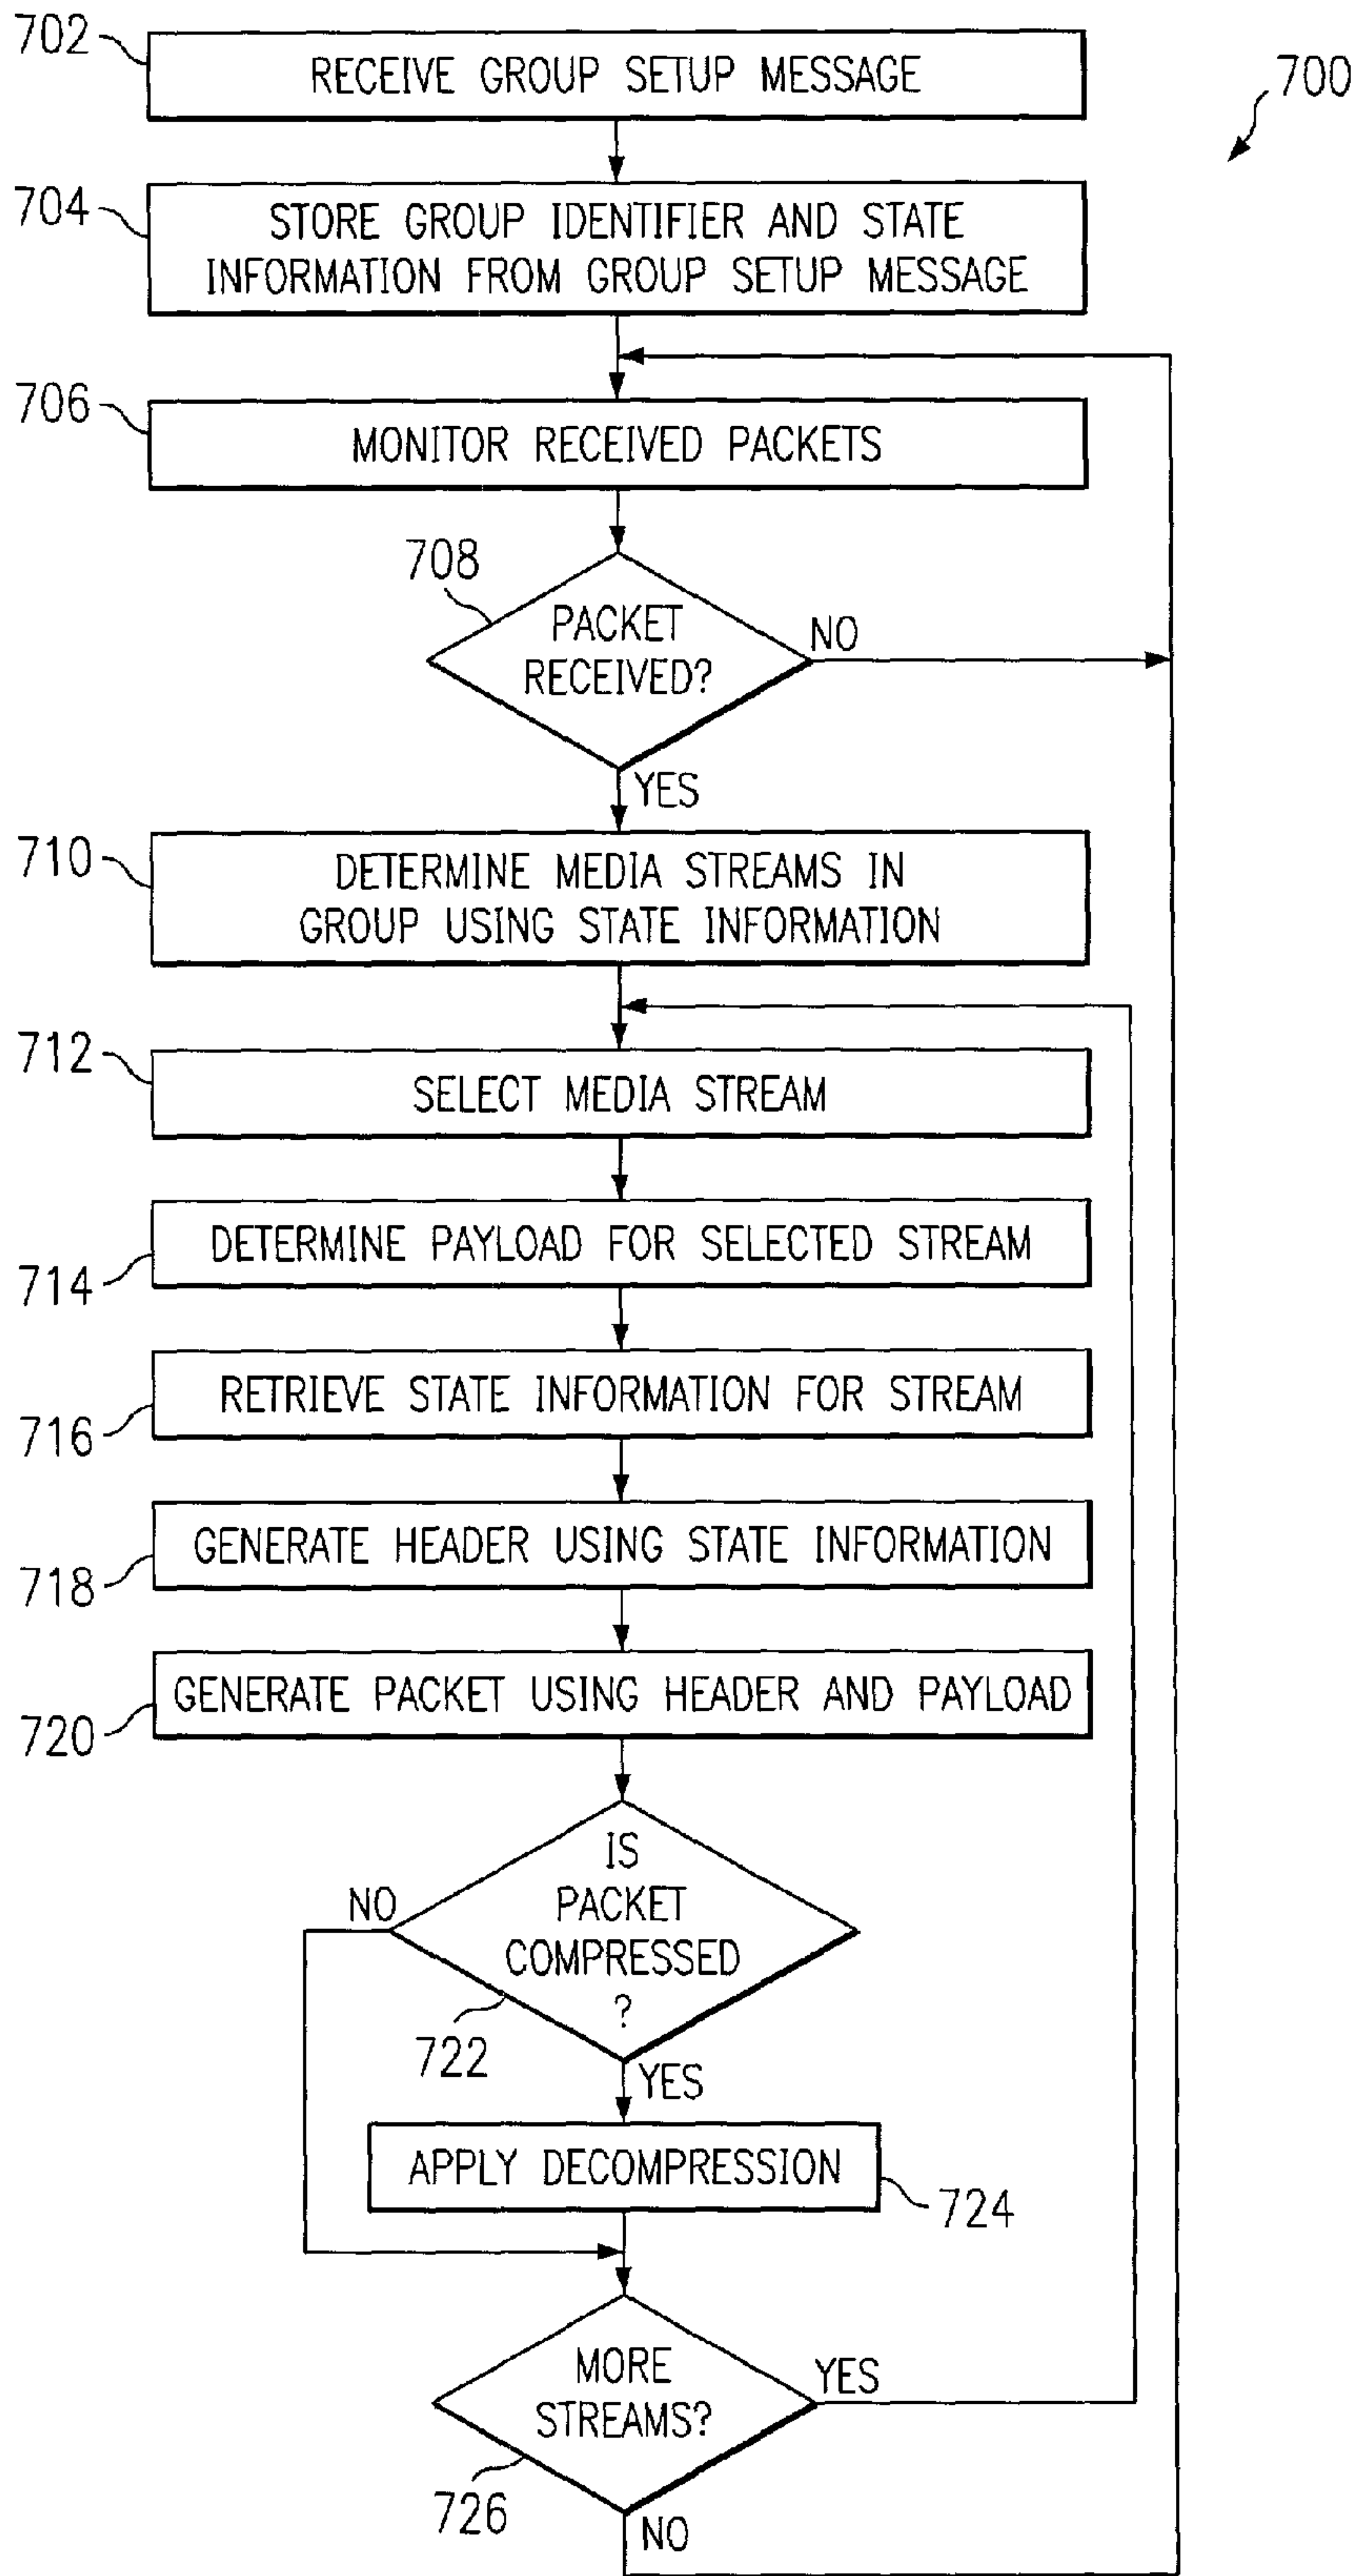 702
RECEIVE GROUP SETUP MESSAGE
700
704
STORE GROUP IDENTIFIER AND STATE
INFORMATION FROM GROUP SETUP MESSAGE
706
MONITOR RECEIVED PACKETS
708
PACKET
RECEIVED?
NO
YES
710
DETERMINE MEDIA STREAMS IN
GROUP USING STATE INFORMATION
712
SELECT MEDIA STREAM
714
DETERMINE PAYLOAD FOR SELECTED STREAM
716
RETRIEVE STATE INFORMATION FOR STREAM
718
GENERATE HEADER USING STATE INFORMATION
720
GENERATE PACKET USING HEADER AND PAYLOAD
IS
PACKET
COMPRESSED
?
NO
722
YES
APPLY DECOMPRESSION
724
MORE
STREAMS?
YES
726
NO